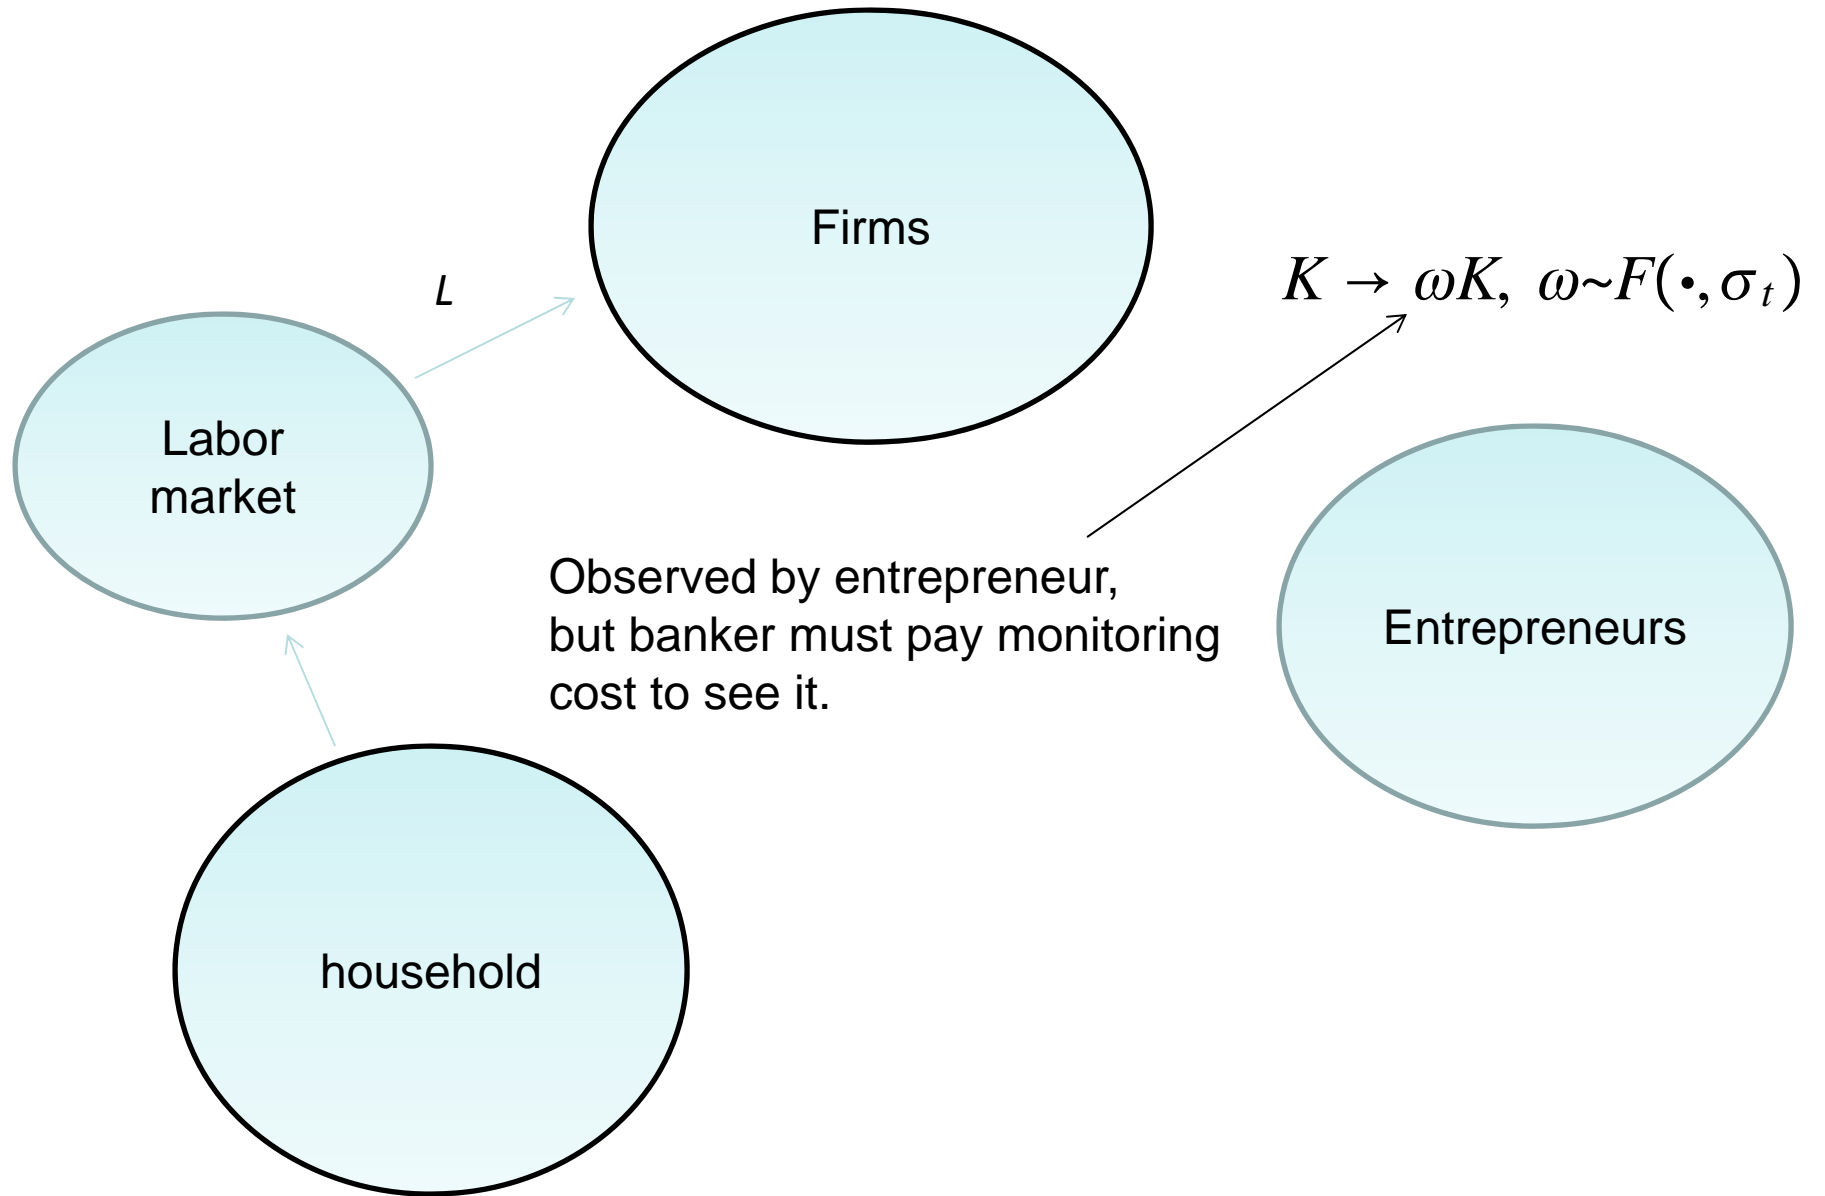 Firms
K → ωK, ω~F(•, σ_t)
L
Labor
market
Observed by entrepreneur,
but banker must pay monitoring
cost to see it.
Entrepreneurs
household